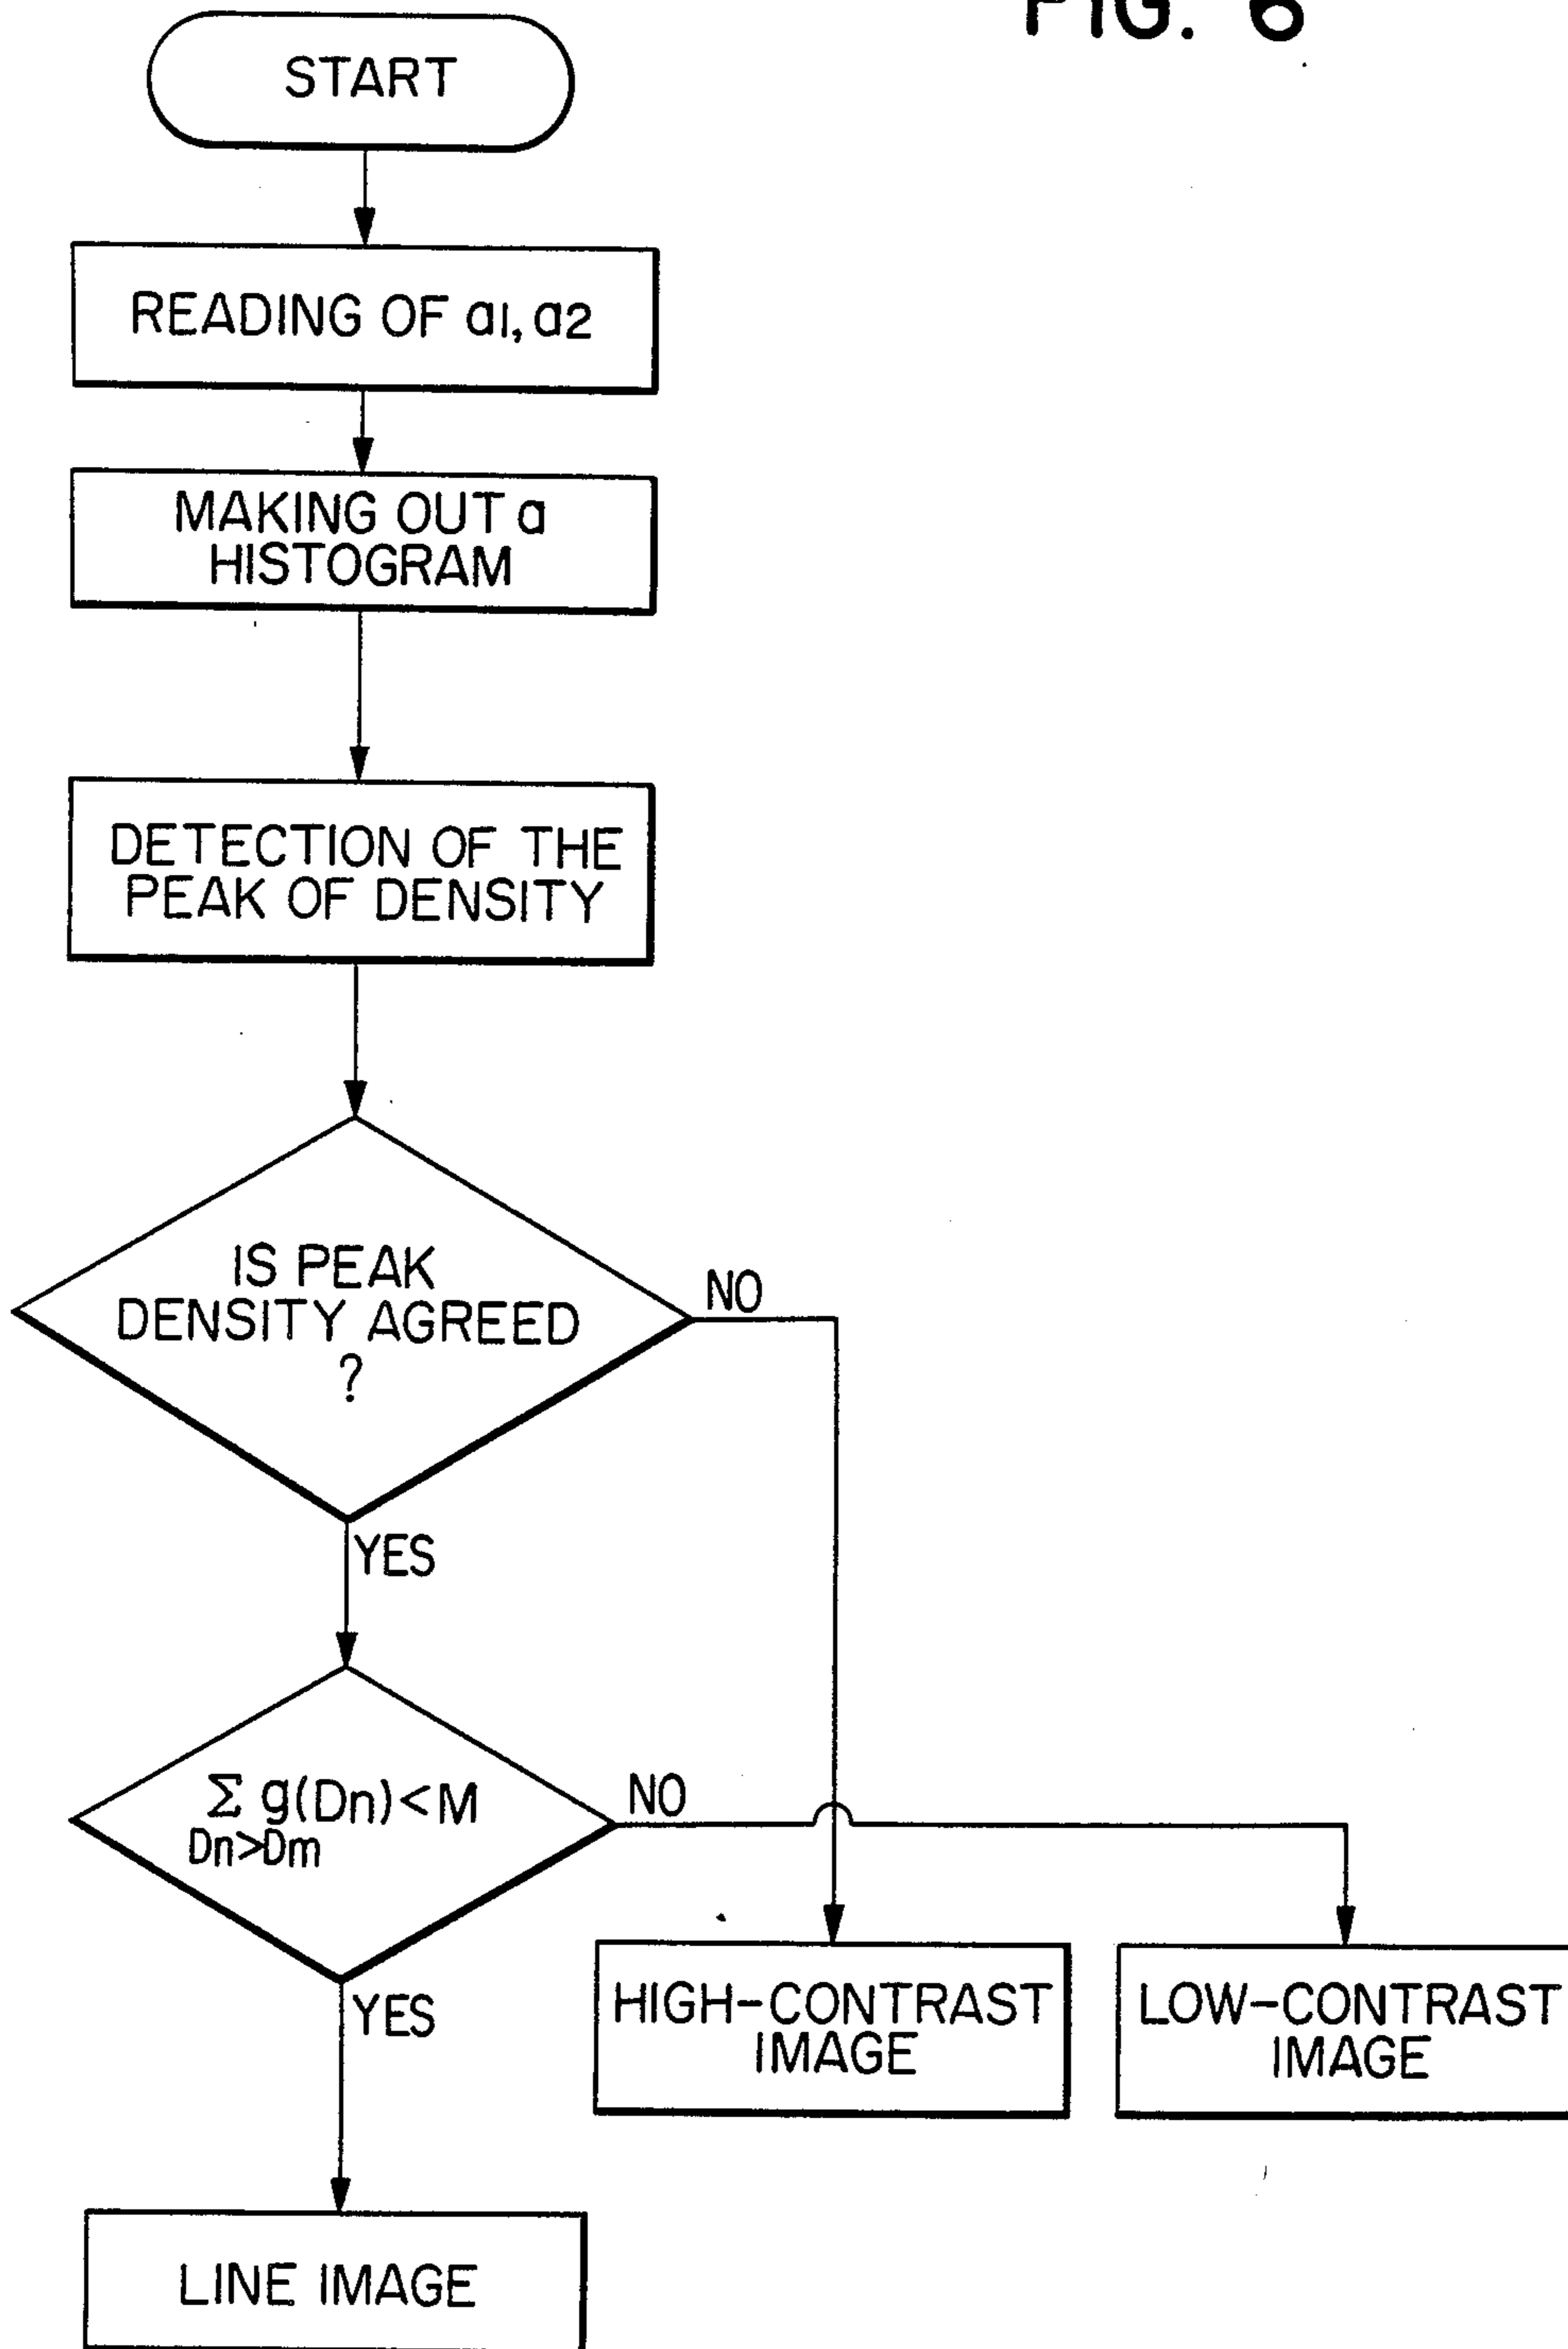 FIG. 6
START
READING OF a1, a2
MAKING OUT a
HISTOGRAM
DETECTION OF THE
PEAK OF DENSITY
IS PEAK
DENSITY AGREED
?
NO
YES
Σ g(Dn)<M
Dn>Dm
NO
YES
HIGH-CONTRAST
IMAGE
LOW-CONTRAST
IMAGE
LINE IMAGE